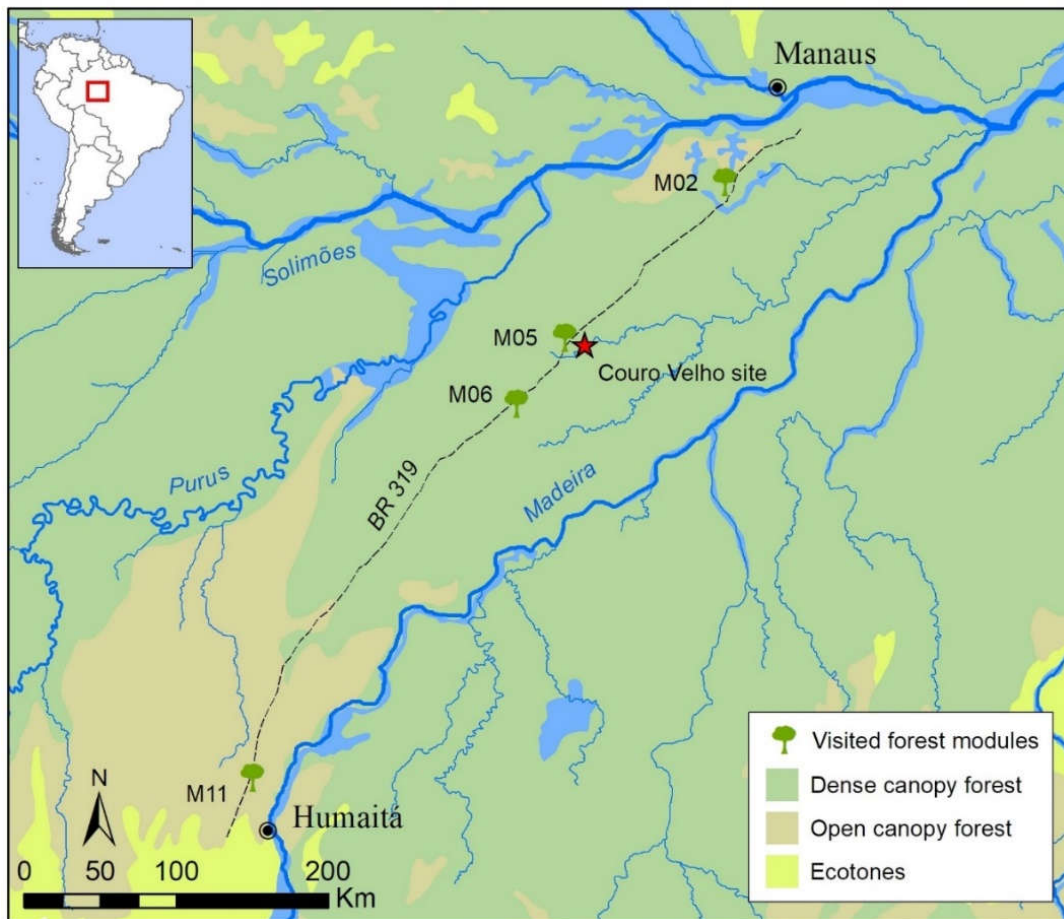 Manaus
M02
Solimões
M05
Couro Velho site
M06
Purus
BR 319
Madeira
M11
Humaitá
N
0 50 100 200
Km
Visited forest modules
Dense canopy forest
Open canopy forest
Ecotones